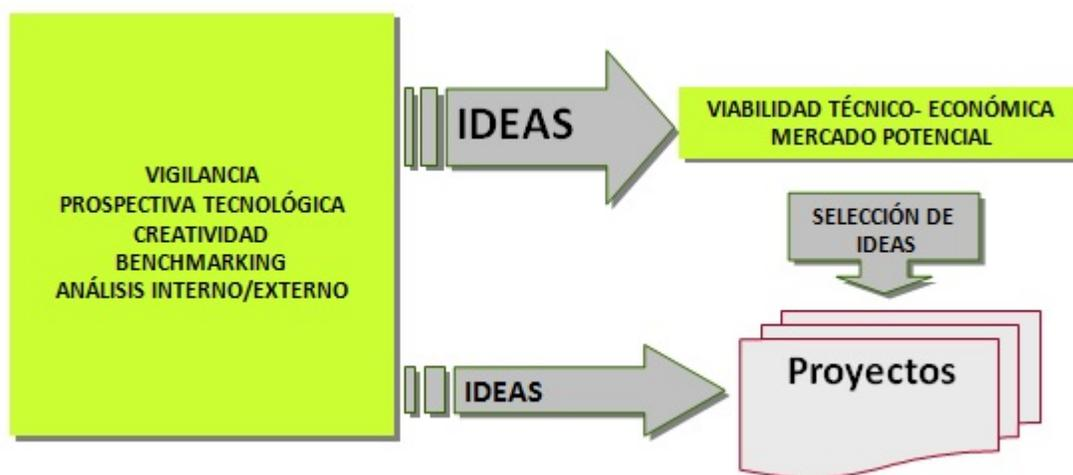 VIGILANCIA
PROSPECTIVA TECNOLÓGICA
CREATIVIDAD
BENCHMARKING
ANÁLISIS INTERNO/EXTERNO
IDEAS
VIABILIDAD TÉCNICO- ECONÓMICA
MERCADO POTENCIAL
SELECCIÓN DE
IDEAS
IDEAS
Proyectos